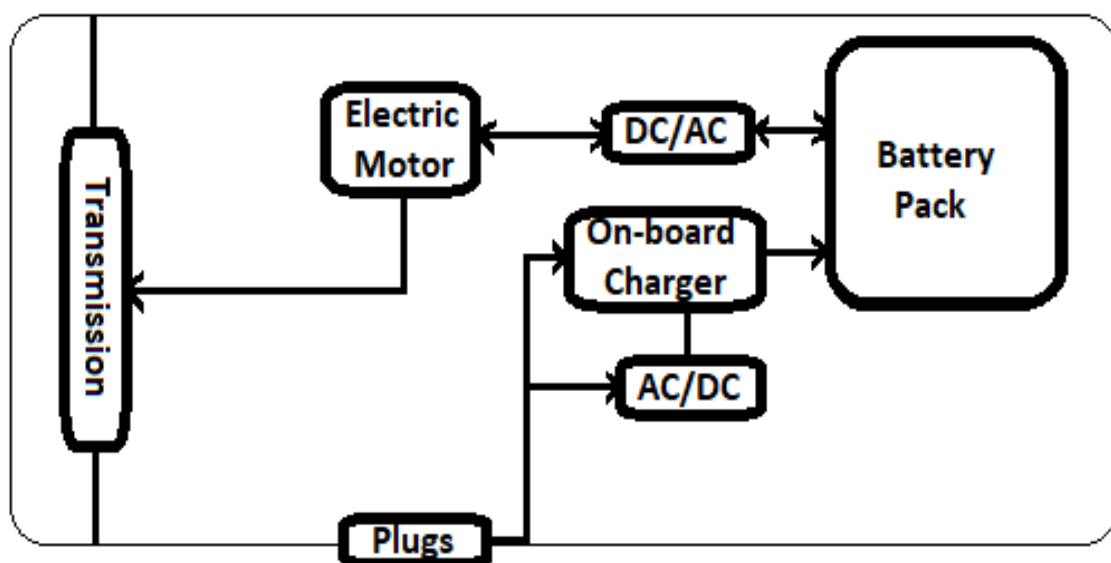 Electric
Motor
DC/AC
Battery
Pack
Transmission
On-board
Charger
AC/DC
Plugs